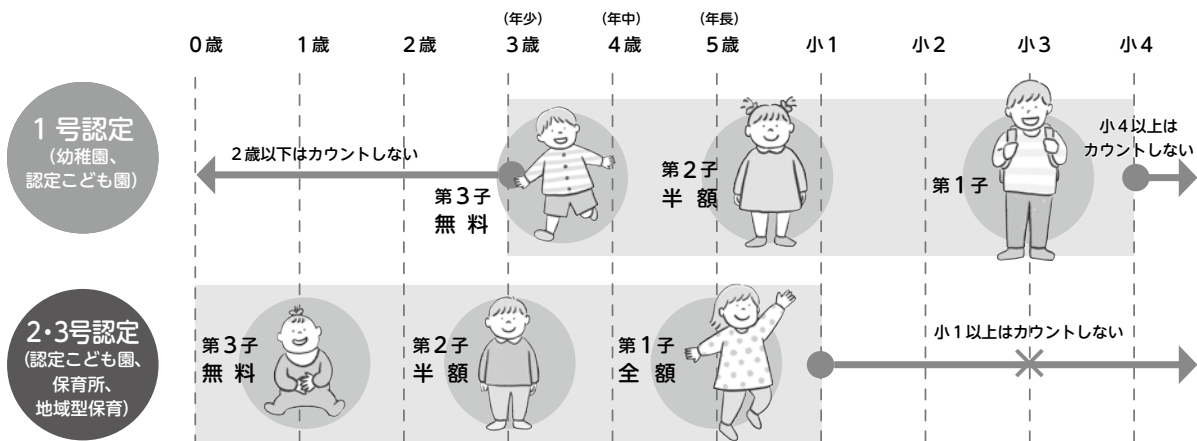 (年少)
(年中)
(年長)
0歳
1歳
2歳
3歳
4歳
5歳
小1
小2
小3
小4
1号認定
(幼稚園、
認定こども園)
2歳以下はカウントしない
第3子
無料
第2子
半額
第1子
小4以上は
カウントしない
2・3号認定
(認定こども園、
保育所、
地域型保育)
第3子
無料
第2子
半額
第1子
全額
小1以上はカウントしない